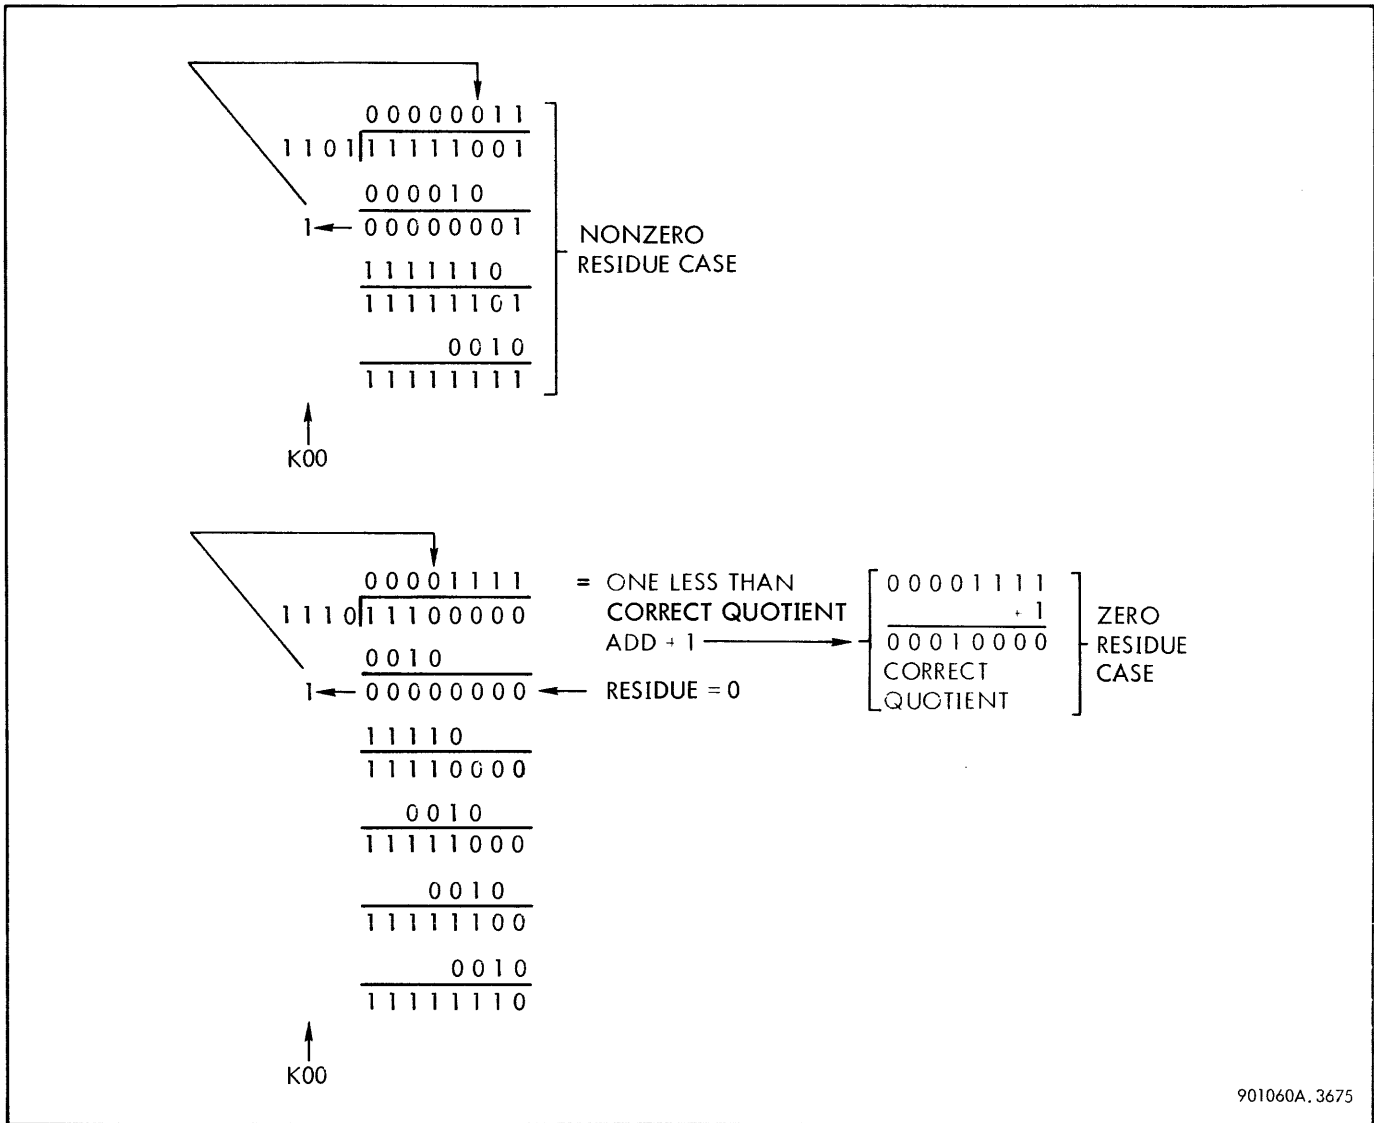 00000011
1101 11111001
000010
1 00000001
NONZERO
RESIDUE CASE
1111110
11111101
0010
11111111
K00
00001111
= ONE LESS THAN
CORRECT QUOTIENT
ADD + 1
1110 11100000
0010
1 00000000
RESIDUE = 0
00001111
+ 1
00010000
CORRECT
QUOTIENT
ZERO
RESIDUE
CASE
11110
11110000
0010
11111000
0010
11111100
0010
11111110
K00
901060A.3675